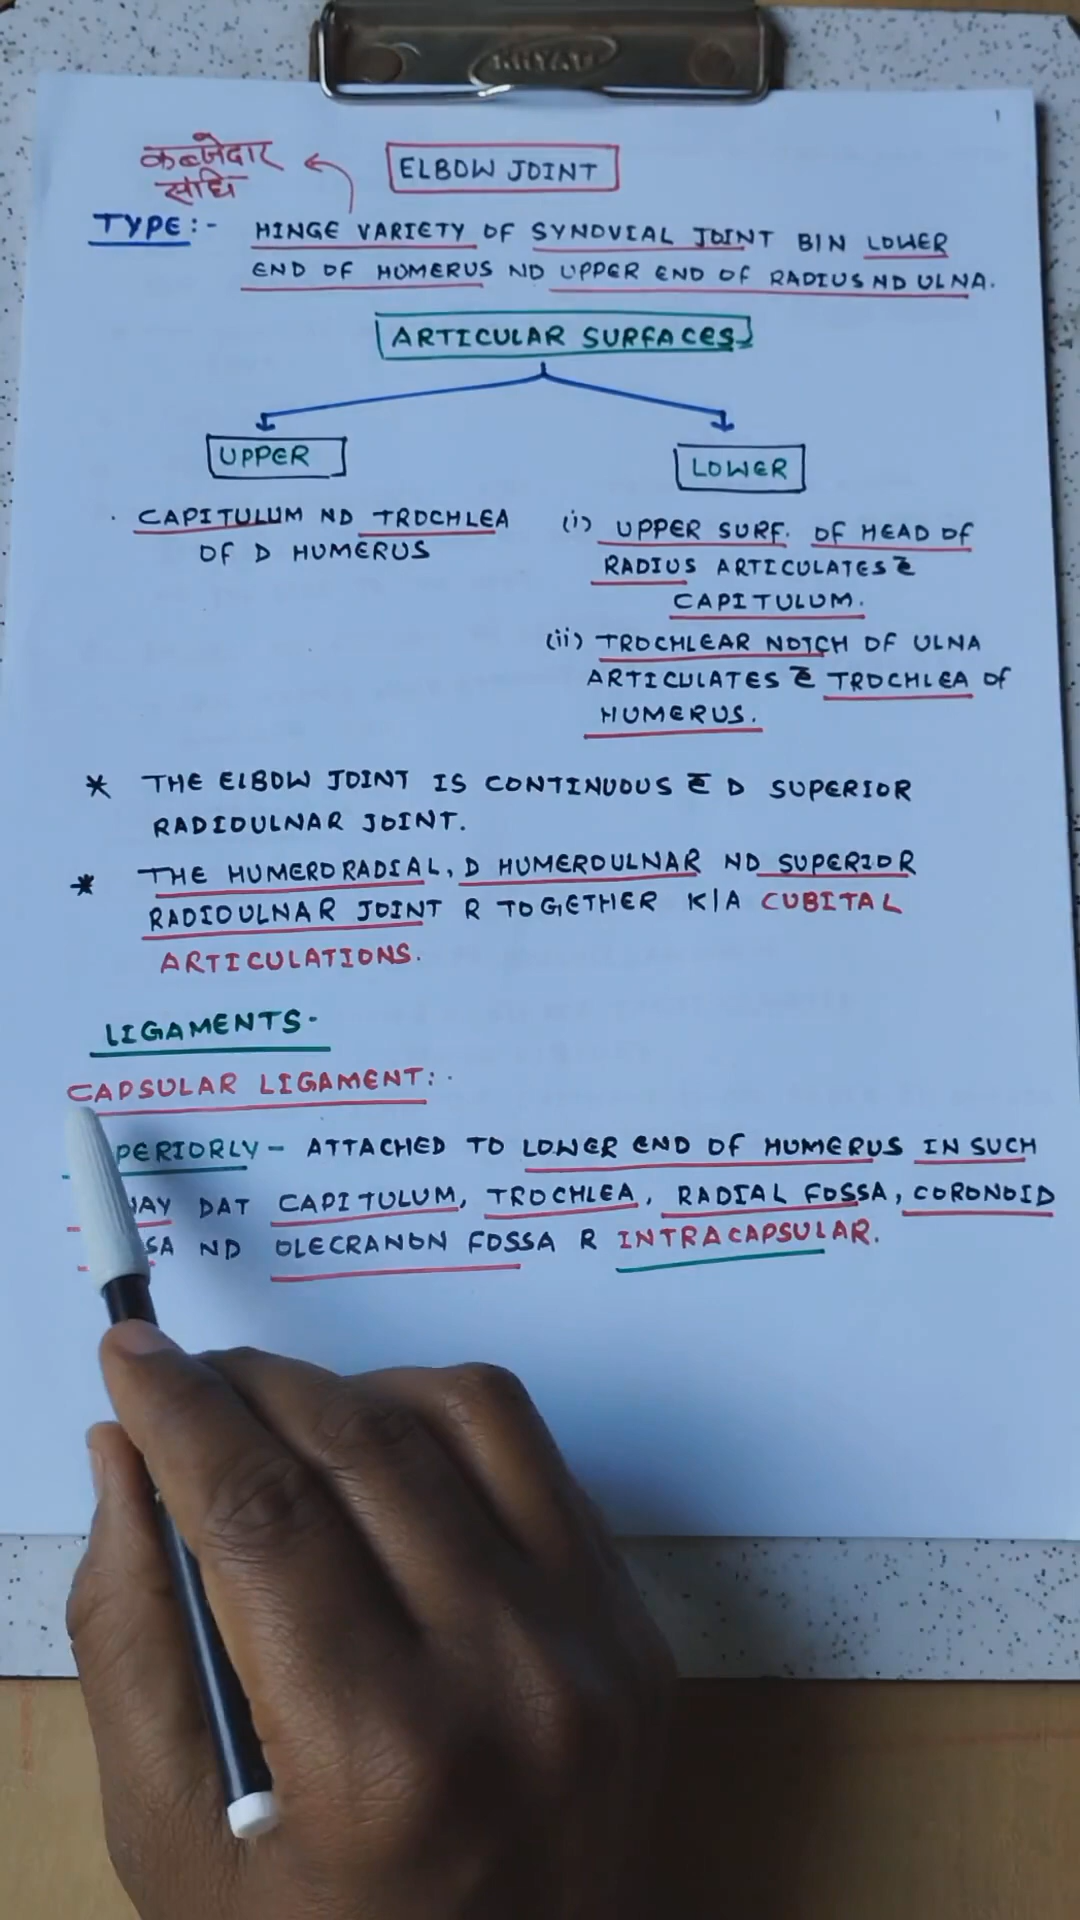 1
कब्जेदार
संधि
ELBOW JOINT
TYPE:- HINGE VARIETY OF SYNOVIAL JOINT BIN LOWER
END OF HUMERUS ND UPPER END OF RADIUS ND ULNA.
ARTICULAR SURFACES
UPPER
LOWER
CAPITULUM ND TROCHLEA
OF D HUMERUS
(i) UPPER SURF. OF HEAD OF
RADIUS ARTICULATES c̄
CAPITULUM.
(ii) TROCHLEAR NOTCH OF ULNA
ARTICULATES c̄ TROCHLEA OF
HUMERUS.
* THE ELBOW JOINT IS CONTINUOUS c̄ D SUPERIOR
RADIOULNAR JOINT.
* THE HUMERORADIAL, D HUMEROULNAR ND SUPERIOR
RADIOULNAR JOINT R TOGETHER K/A CUBITAL
ARTICULATIONS.
LIGAMENTS-
CAPSULAR LIGAMENT:-
PERIORLY - ATTACHED TO LOWER END OF HUMERUS IN SUCH
WAY DAT CAPITULUM, TROCHLEA, RADIAL FOSSA, CORONOID
SA ND OLECRANON FOSSA R INTRACAPSULAR.